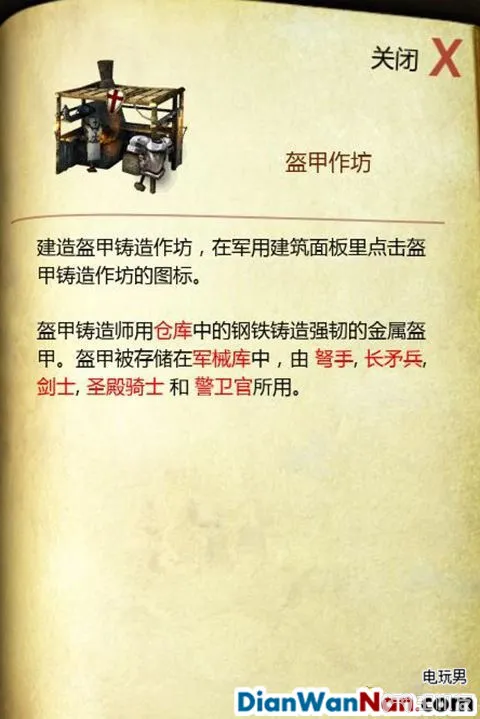 关闭 X
盔甲作坊
建造盔甲铸造作坊，在军用建筑面板里点击盔
甲铸造作坊的图标。
盔甲铸造师用仓库中的钢铁铸造强韧的金属盔
甲。盔甲被存储在军械库中，由 弩手, 长矛兵,
剑士, 圣殿骑士 和 警卫官所用。
电玩男
DianWanNan.com